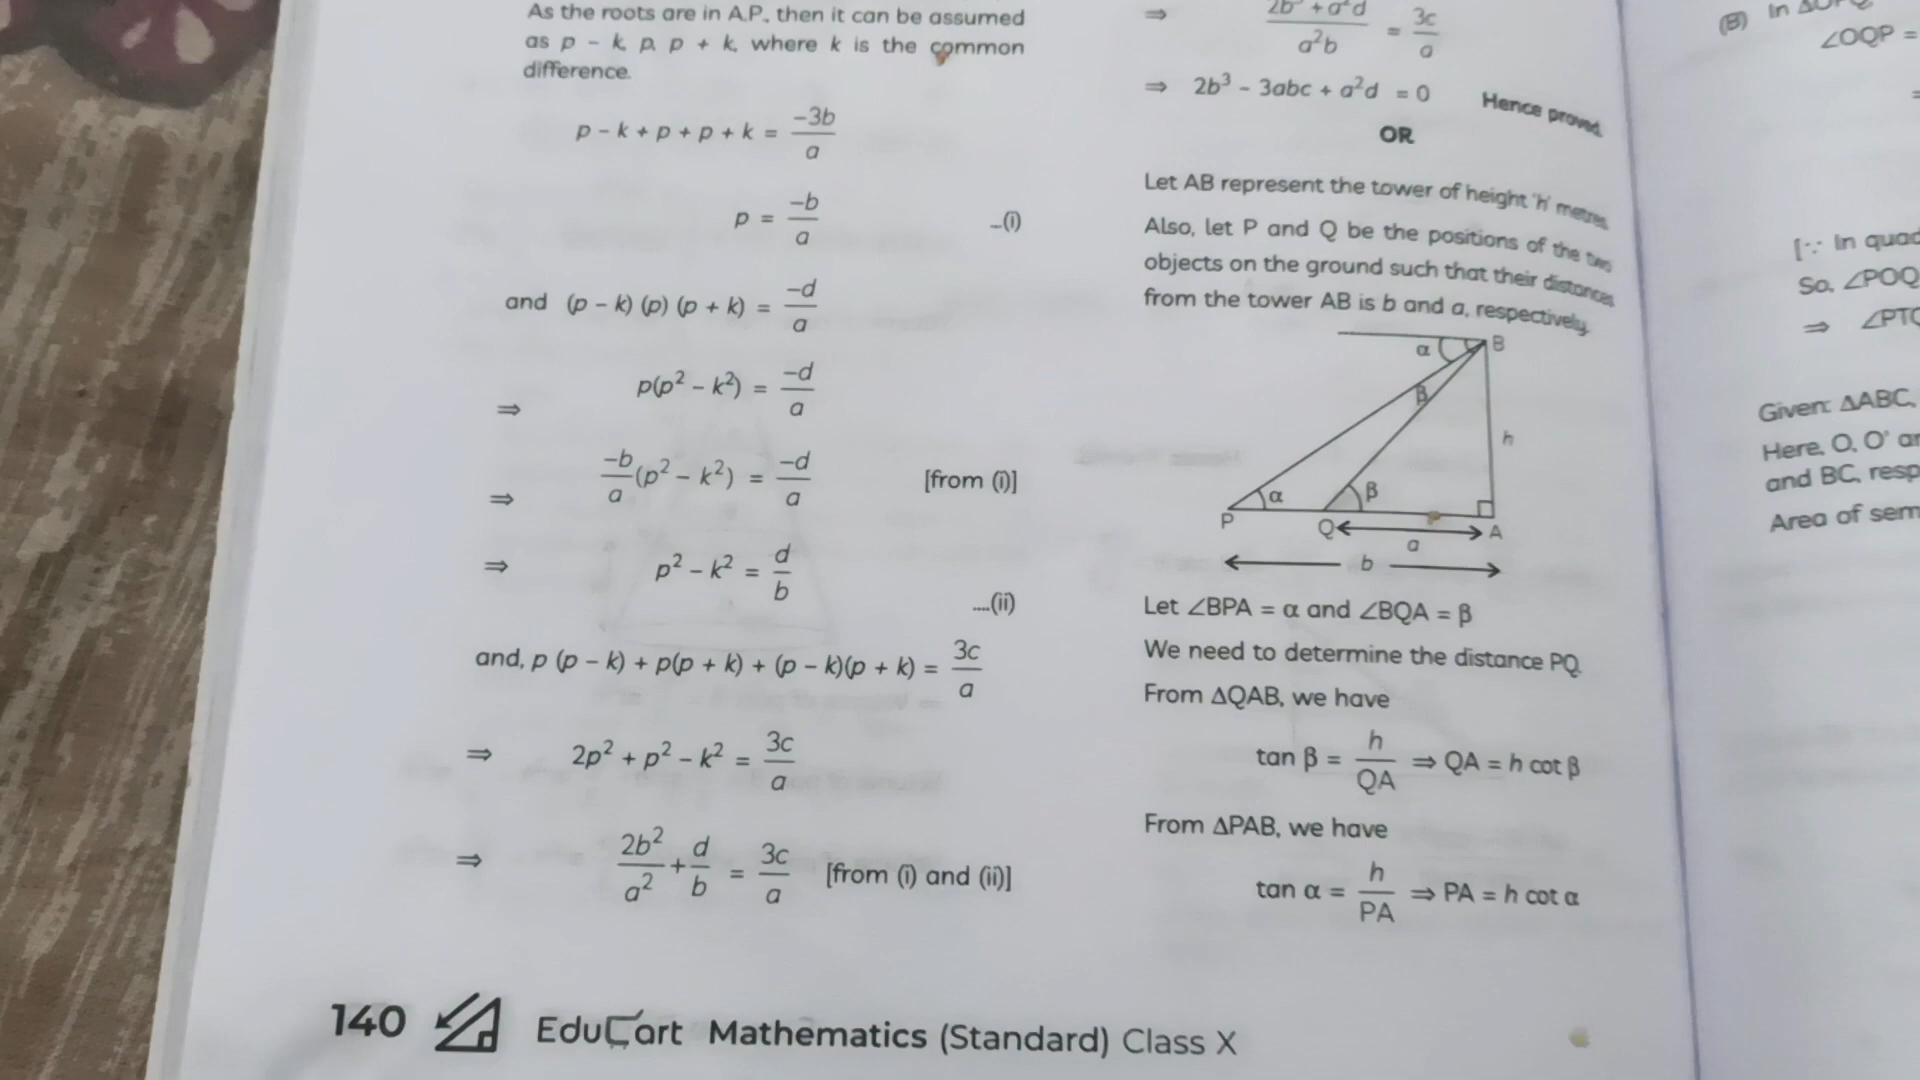 As the roots are in A.P., then it can be assumed
as p – k, p, p + k, where k is the common
difference.
p – k + p + p + k = -3b/a
p = -b/a ...(i)
and (p – k) (p) (p + k) = -d/a
⇒ p(p² – k²) = -d/a
⇒ -b/a (p² – k²) = -d/a [from (i)]
⇒ p² – k² = d/b ....(ii)
and, p (p – k) + p(p + k) + (p – k)(p + k) = 3c/a
⇒ 2p² + p² – k² = 3c/a
⇒ 2b²/a² + d/b = 3c/a [from (i) and (ii)]
⇒ (2b³ + a²d)/a²b = 3c/a
⇒ 2b³ – 3abc + a²d = 0 Hence proved.
OR
Let AB represent the tower of height 'h' metres.
Also, let P and Q be the positions of the two
objects on the ground such that their distances
from the tower AB is b and a, respectively.
α B
β
h
P α Q β A
a
b
Let ∠BPA = α and ∠BQA = β
We need to determine the distance PQ.
From ΔQAB, we have
tan β = h/QA ⇒ QA = h cot β
From ΔPAB, we have
tan α = h/PA ⇒ PA = h cot α
140 EduCart Mathematics (Standard) Class X
(B) In
∠OQP =
[∵ In quad
So, ∠POQ
⇒
Given: ΔABC,
Here, O, O'
and BC, resp
Area of sem